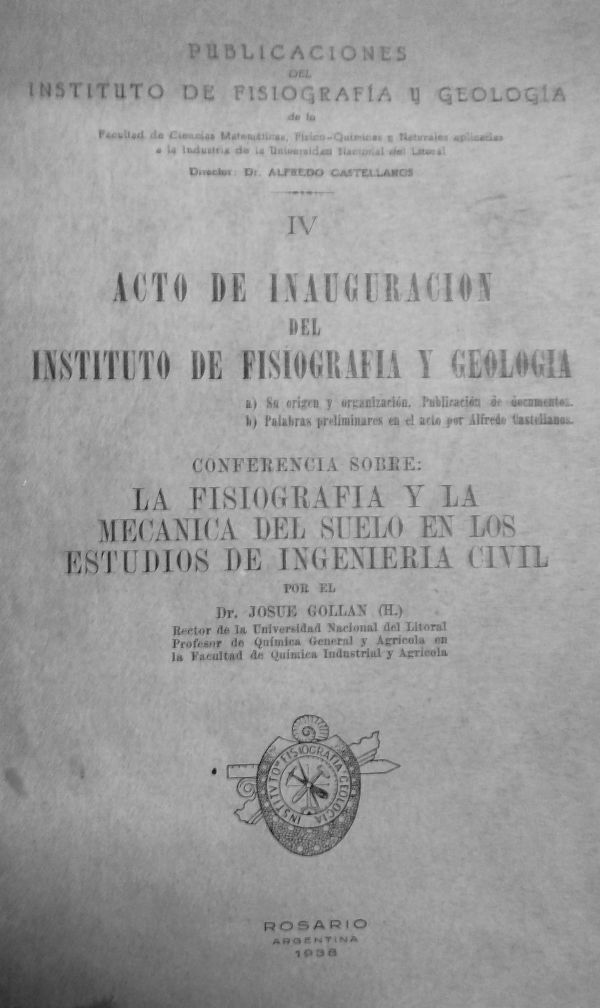 PUBLICACIONES
DEL
INSTITUTO DE FISIOGRAFÍA y GEOLOGÍA
de la
Facultad de Ciencias Matemáticas, Físico-Químicas y Naturales aplicadas
a la Industria de la Universidad Nacional del Litoral
Director: Dr. ALFREDO CASTELLANOS
IV
ACTO DE INAUGURACION
DEL
INSTITUTO DE FISIOGRAFIA Y GEOLOGIA
a) Su origen y organización. Publicación de documentos.
b) Palabras preliminares en el acto por Alfredo Castellanos.
CONFERENCIA SOBRE:
LA FISIOGRAFIA Y LA
MECANICA DEL SUELO EN LOS
ESTUDIOS DE INGENIERIA CIVIL
POR EL
Dr. JOSUE GOLLAN (H.)
Rector de la Universidad Nacional del Litoral
Profesor de Química General y Agrícola en
la Facultad de Química Industrial y Agrícola
INSTITVTO DE FISIOGRAFIA Y GEOLOGIA
ROSARIO
ARGENTINA
1938